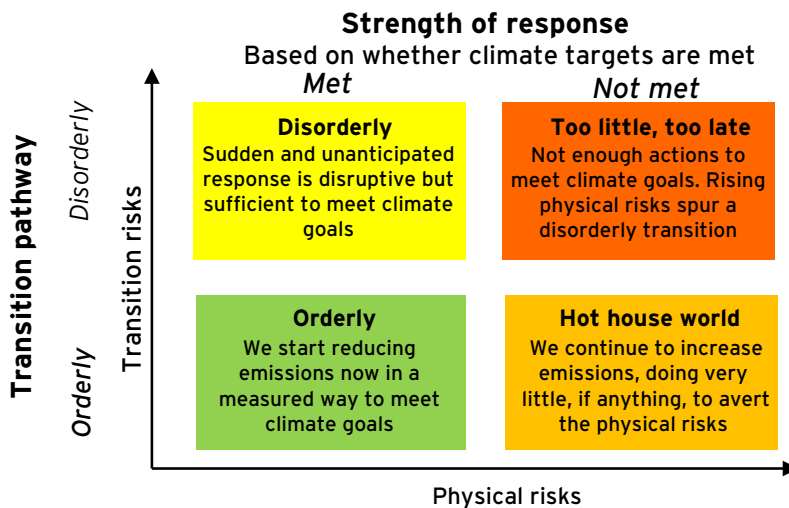 Strength of response
Based on whether climate targets are met
Met
Not met
Transition pathway
Disorderly
Orderly
Transition risks
Disorderly
Sudden and unanticipated
response is disruptive but
sufficient to meet climate
goals
Too little, too late
Not enough actions to
meet climate goals. Rising
physical risks spur a
disorderly transition
Orderly
We start reducing
emissions now in a
measured way to meet
climate goals
Hot house world
We continue to increase
emissions, doing very
little, if anything, to avert
the physical risks
Physical risks